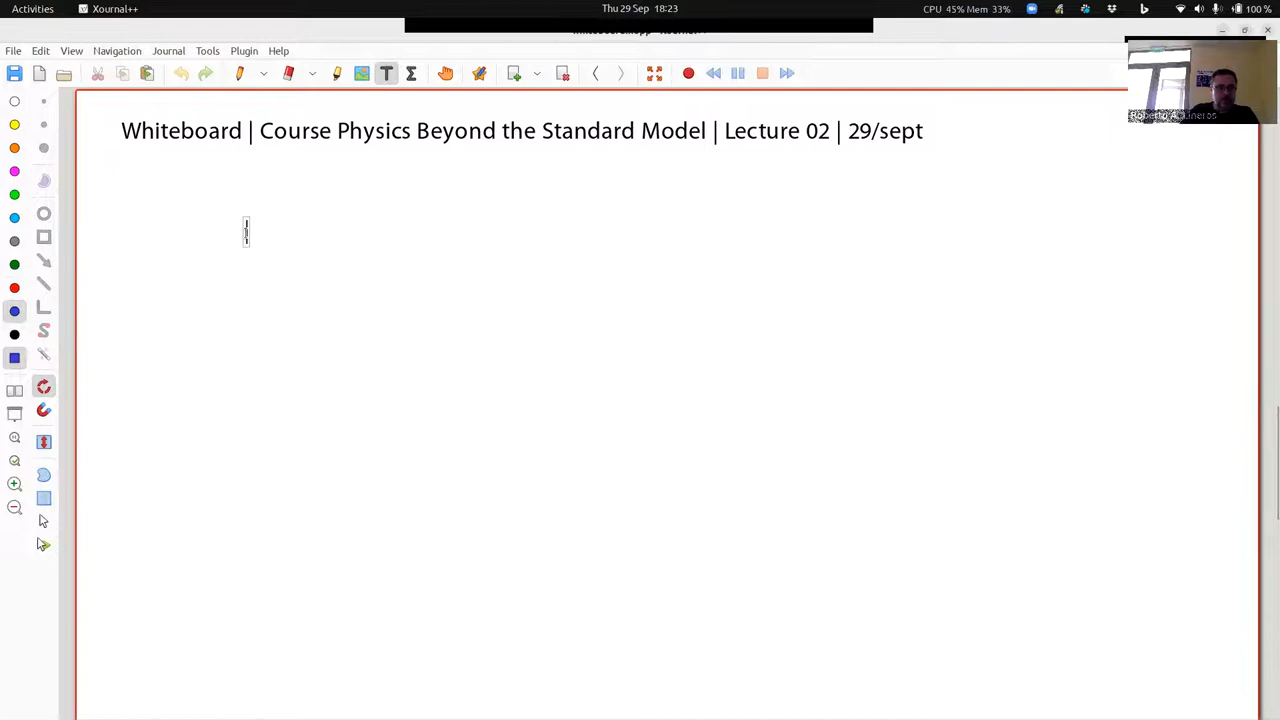 Activities Xournal++ Thu 29 Sep 18:23 CPU 45% Mem 33% 100 %
File Edit View Navigation Journal Tools Plugin Help
Whiteboard | Course Physics Beyond the Standard Model | Lecture 02 | 29/sept